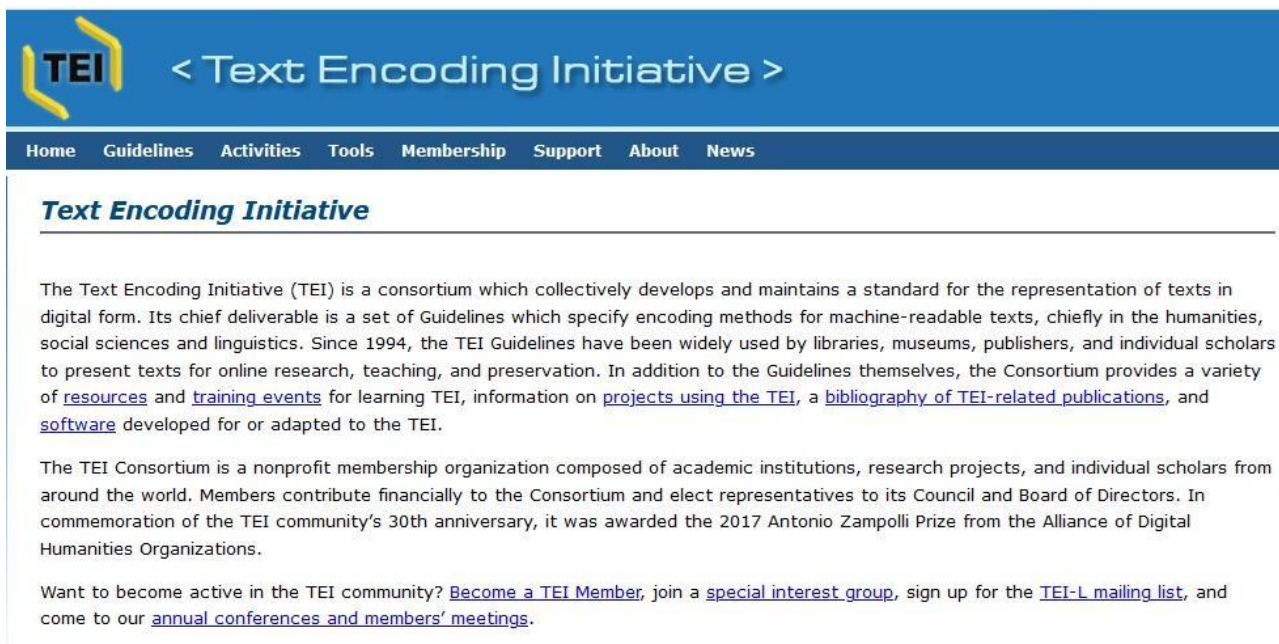 TEI
< Text Encoding Initiative >
Home Guidelines Activities Tools Membership Support About News
Text Encoding Initiative
The Text Encoding Initiative (TEI) is a consortium which collectively develops and maintains a standard for the representation of texts in
digital form. Its chief deliverable is a set of Guidelines which specify encoding methods for machine-readable texts, chiefly in the humanities,
social sciences and linguistics. Since 1994, the TEI Guidelines have been widely used by libraries, museums, publishers, and individual scholars
to present texts for online research, teaching, and preservation. In addition to the Guidelines themselves, the Consortium provides a variety
of resources and training events for learning TEI, information on projects using the TEI, a bibliography of TEI-related publications, and
software developed for or adapted to the TEI.
The TEI Consortium is a nonprofit membership organization composed of academic institutions, research projects, and individual scholars from
around the world. Members contribute financially to the Consortium and elect representatives to its Council and Board of Directors. In
commemoration of the TEI community’s 30th anniversary, it was awarded the 2017 Antonio Zampolli Prize from the Alliance of Digital
Humanities Organizations.
Want to become active in the TEI community? Become a TEI Member, join a special interest group, sign up for the TEI-L mailing list, and
come to our annual conferences and members’ meetings.